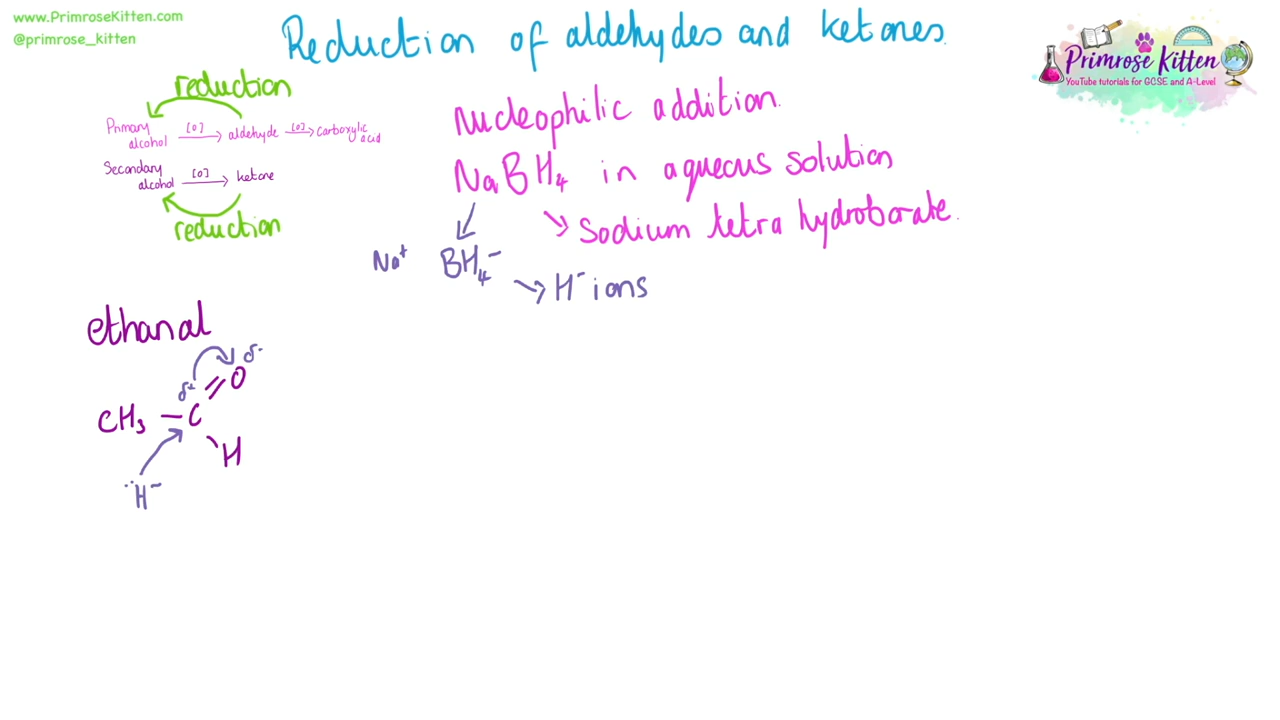 www.PrimroseKitten.com
@primrose_kitten
Reduction of aldehydes and ketones.
Primrose Kitten
YouTube tutorials for GCSE and A-Level
reduction
Primary alcohol [O] → aldehyde [O] → Carboxylic acid
Secondary alcohol [O] → ketone
reduction
Nucleophilic addition.
NaBH₄ in aqueous solution
↘ Sodium tetra hydroborate.
Na⁺ BH₄⁻ → H⁻ ions
ethanal
δ⁺ δ⁻
CH₃ – C = O
H
:H⁻